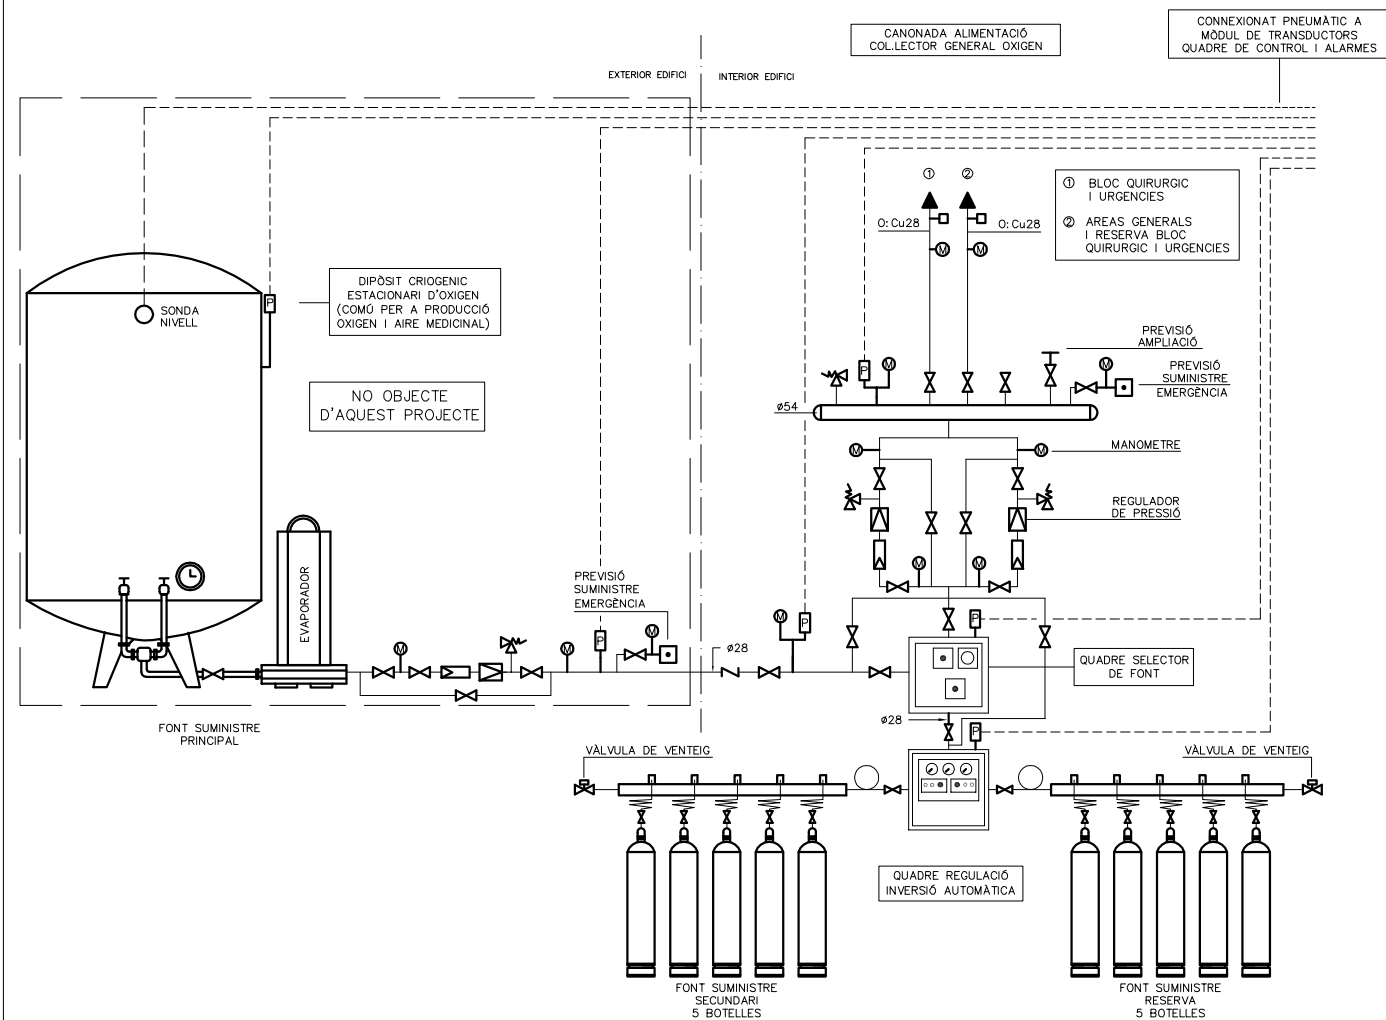 CANONADA ALIMENTACIÓ
COL.LECTOR GENERAL OXIGEN
CONNEXIONAT PNEUMÀTIC A
MÒDUL DE TRANSDUCTORS
QUADRE DE CONTROL I ALARMES
EXTERIOR EDIFICI
INTERIOR EDIFICI
① BLOC QUIRURGIC
I URGENCIES
② AREAS GENERALS
I RESERVA BLOC
QUIRURGIC I URGENCIES
① ②
O: Cu28
O: Cu28
M
M
DIPÒSIT CRIOGENIC
ESTACIONARI D'OXIGEN
(COMÚ PER A PRODUCCIÓ
OXIGEN I AIRE MEDICINAL)
P
SONDA
NIVELL
NO OBJECTE
D'AQUEST PROJECTE
PREVISIÓ
AMPLIACIÓ
PREVISIÓ
SUMINISTRE
EMERGÈNCIA
P
M
M
ø54
M
M
MANOMETRE
REGULADOR
DE PRESSIÓ
M
M
EVAPORADOR
PREVISIÓ
SUMINISTRE
EMERGÈNCIA
M
M
P
M
ø28
M
P
P
QUADRE SELECTOR
DE FONT
ø28
P
FONT SUMINISTRE
PRINCIPAL
VÀLVULA DE VENTEIG
VÀLVULA DE VENTEIG
QUADRE REGULACIÓ
INVERSIÓ AUTOMÀTICA
FONT SUMINISTRE
SECUNDARI
5 BOTELLES
FONT SUMINISTRE
RESERVA
5 BOTELLES